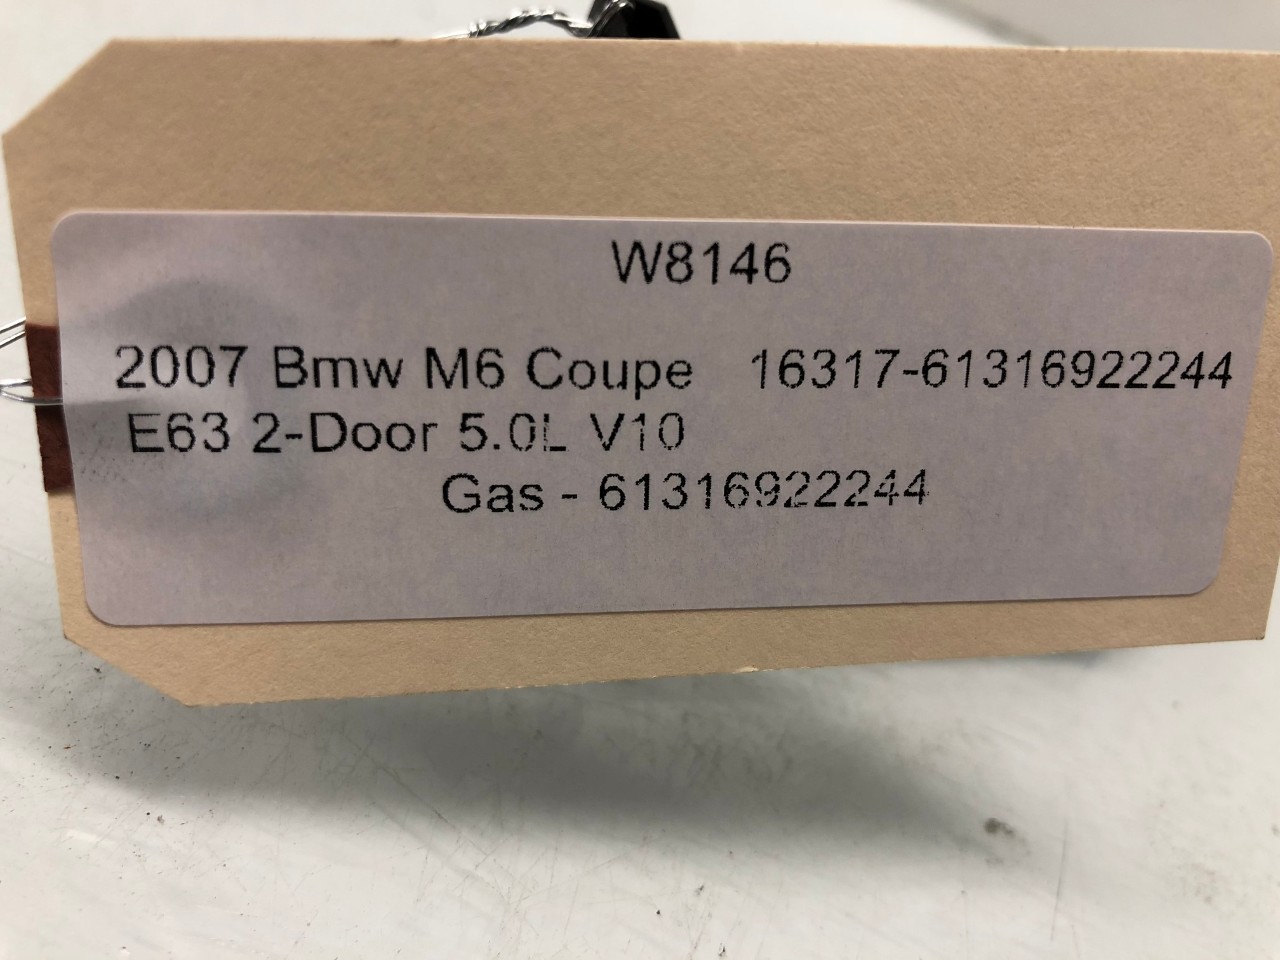 W8146
2007 Bmw M6 Coupe 16317-61316922244
E63 2-Door 5.0L V10
Gas - 61316922244